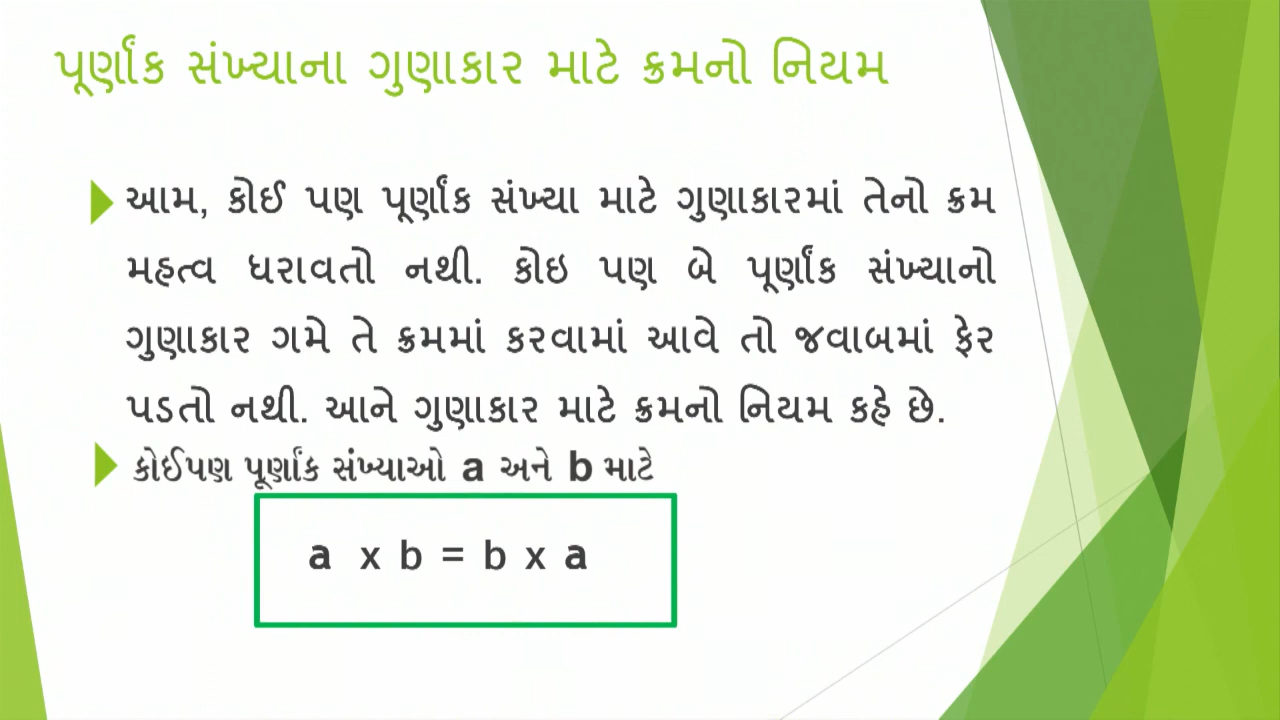 પૂર્ણાંક સંખ્યાના ગુણાકાર માટે ક્રમનો નિયમ
આમ, કોઈ પણ પૂર્ણાંક સંખ્યા માટે ગુણાકારમાં તેનો ક્રમ
મહત્વ ધરાવતો નથી. કોઇ પણ બે પૂર્ણાંક સંખ્યાનો
ગુણાકાર ગમે તે ક્રમમાં કરવામાં આવે તો જવાબમાં ફેર
પડતો નથી. આને ગુણાકાર માટે ક્રમનો નિયમ કહે છે.
કોઈપણ પૂર્ણાંક સંખ્યાઓ a અને b માટે
a x b = b x a